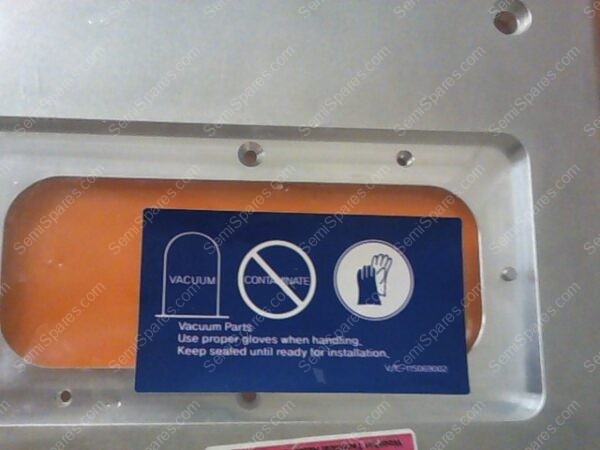 VACUUM
CONTAMINATE
Vacuum Parts
Use proper gloves when handling.
Keep sealed until ready for installation.
SemiSpares.com